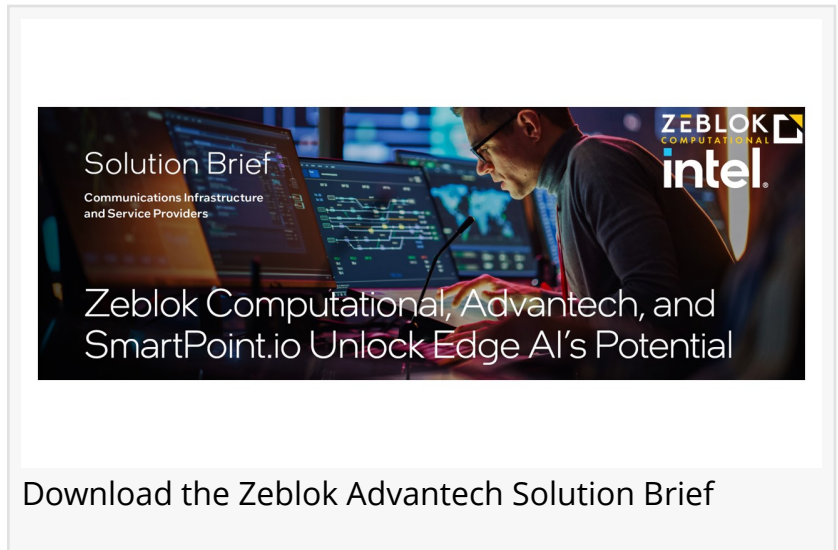 Solution Brief
Communications Infrastructure
and Service Providers
ZEBLOK
COMPUTATIONAL
intel®
Zeblok Computational, Advantech, and
SmartPoint.io Unlock Edge AI’s Potential
Download the Zeblok Advantech Solution Brief